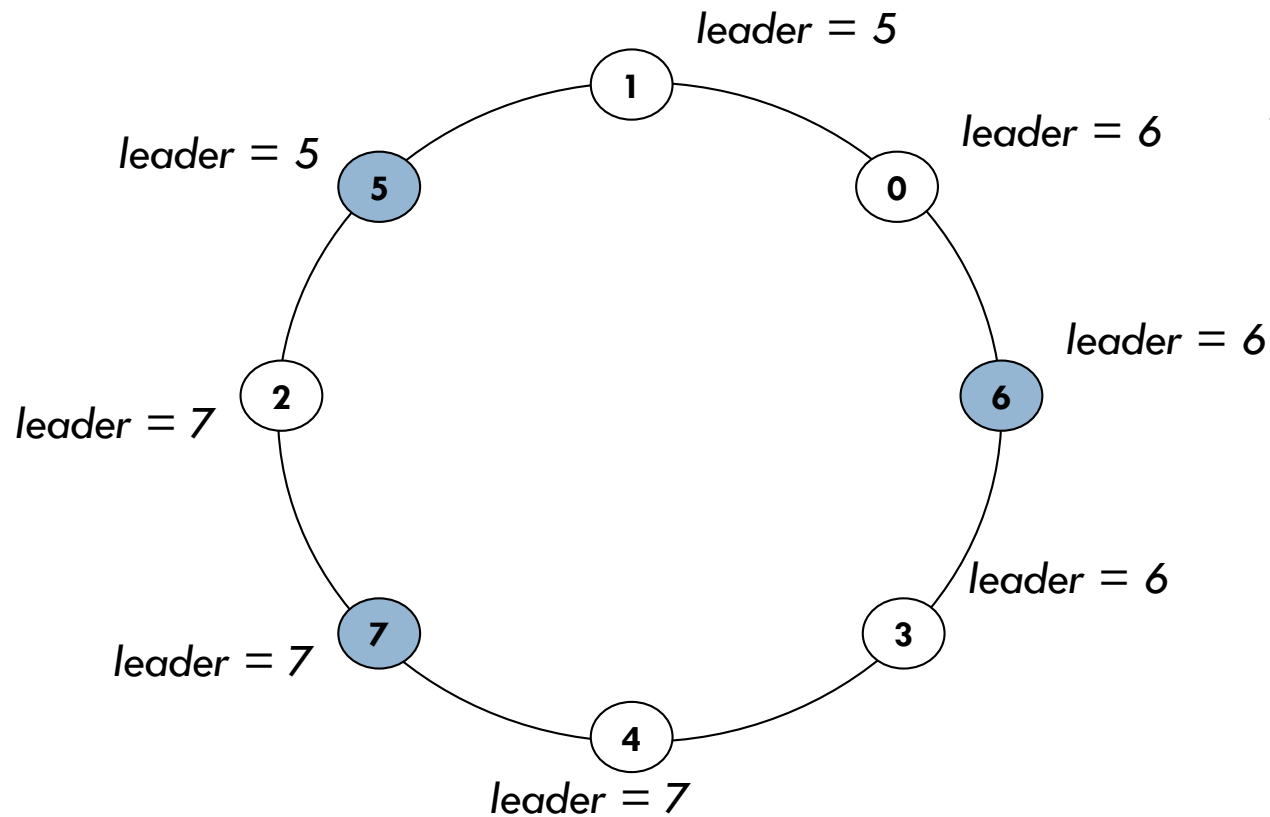 leader = 5
1
leader = 6
leader = 5
5
0
leader = 6
2
6
leader = 7
leader = 6
7
3
leader = 7
4
leader = 7